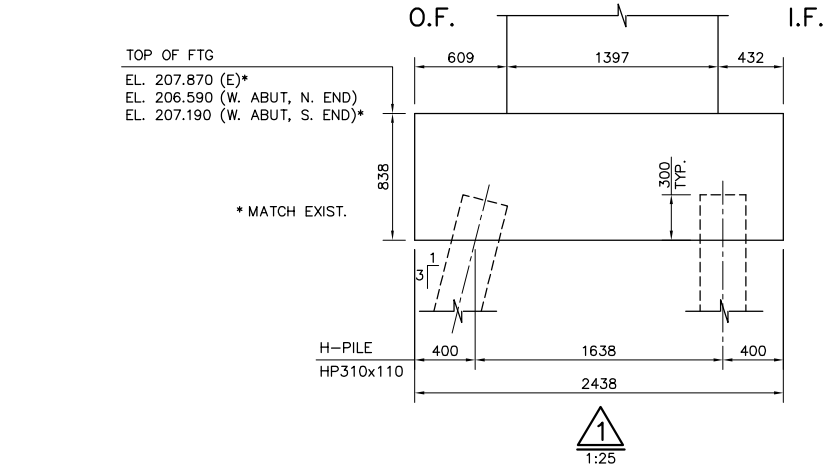 O.F.
I.F.
TOP OF FTG
609
1397
432
EL. 207.870 (E)*
EL. 206.590 (W. ABUT, N. END)
EL. 207.190 (W. ABUT, S. END)*
838
300
TYP.
* MATCH EXIST.
1
3
H-PILE
400
1638
400
HP310x110
2438
1
1:25